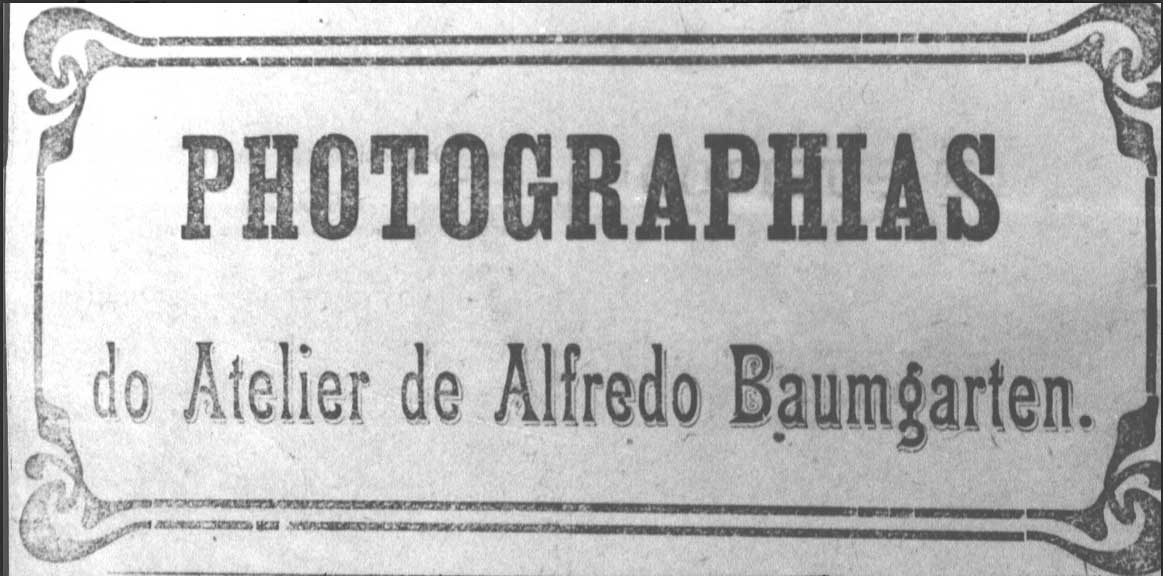 PHOTOGRAPHIAS
do Atelier de Alfredo Baumgarten.